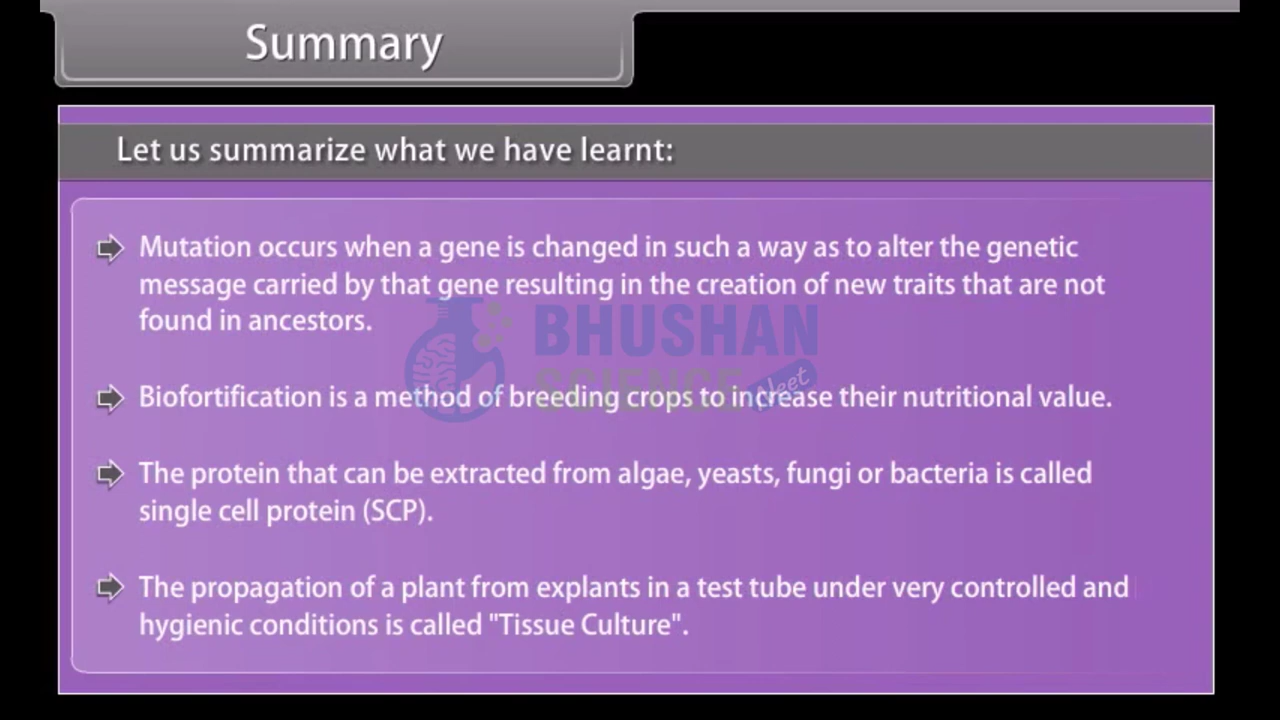 Summary
Let us summarize what we have learnt:
Mutation occurs when a gene is changed in such a way as to alter the genetic
message carried by that gene resulting in the creation of new traits that are not
found in ancestors.
BHUSHAN
SCIENCE
Neet
Biofortification is a method of breeding crops to increase their nutritional value.
The protein that can be extracted from algae, yeasts, fungi or bacteria is called
single cell protein (SCP).
The propagation of a plant from explants in a test tube under very controlled and
hygienic conditions is called "Tissue Culture".